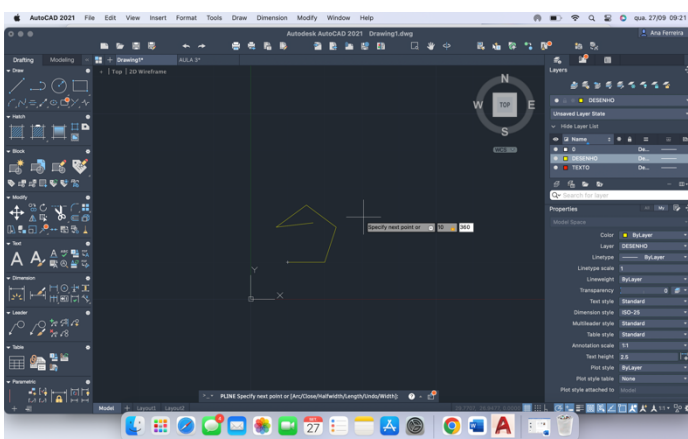 AutoCAD 2021 File Edit View Insert Format Tools Draw Dimension Modify Window Help
qua. 27/09 09:21
Autodesk AutoCAD 2021 Drawing1.dwg
Ana Ferreira
Drafting Modeling
Drawing1* AULA 3*
Top | 2D Wireframe
Draw
Hatch
Block
Modify
Text
Dimension
Leader
Table
Parametric
N
W TOP E
S
WCS
Specify next point or 10 360
Y
X
PLINE Specify next point or [Arc/Close/Halfwidth/Length/Undo/Width]:
Model Layout1 Layout2
Layers
DESENHO
Unsaved Layer State
Hide Layer List
Name
0 De...
DESENHO De...
TEXTO De...
Search for layer
Properties
Model Space
Color ByLayer
Layer DESENHO
Linetype ByLayer
Linetype scale 1
Lineweight ByLayer
Transparency 0
Text style Standard
Dimension style ISO-25
Multileader style Standard
Table style Standard
Annotation scale 1:1
Text height 2.5
Plot style ByLayer
Plot style table None
Plot style attached to Model
27